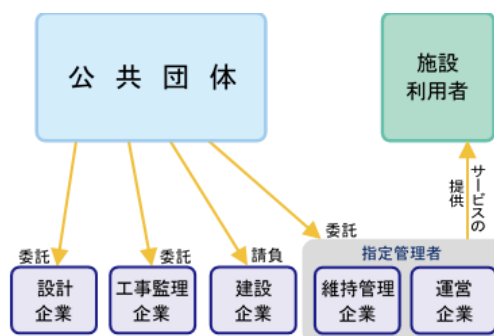 公共団体
施設
利用者
サービスの
提供
委託
委託
請負
委託
指定管理者
設計
企業
工事監理
企業
建設
企業
維持管理
企業
運営
企業